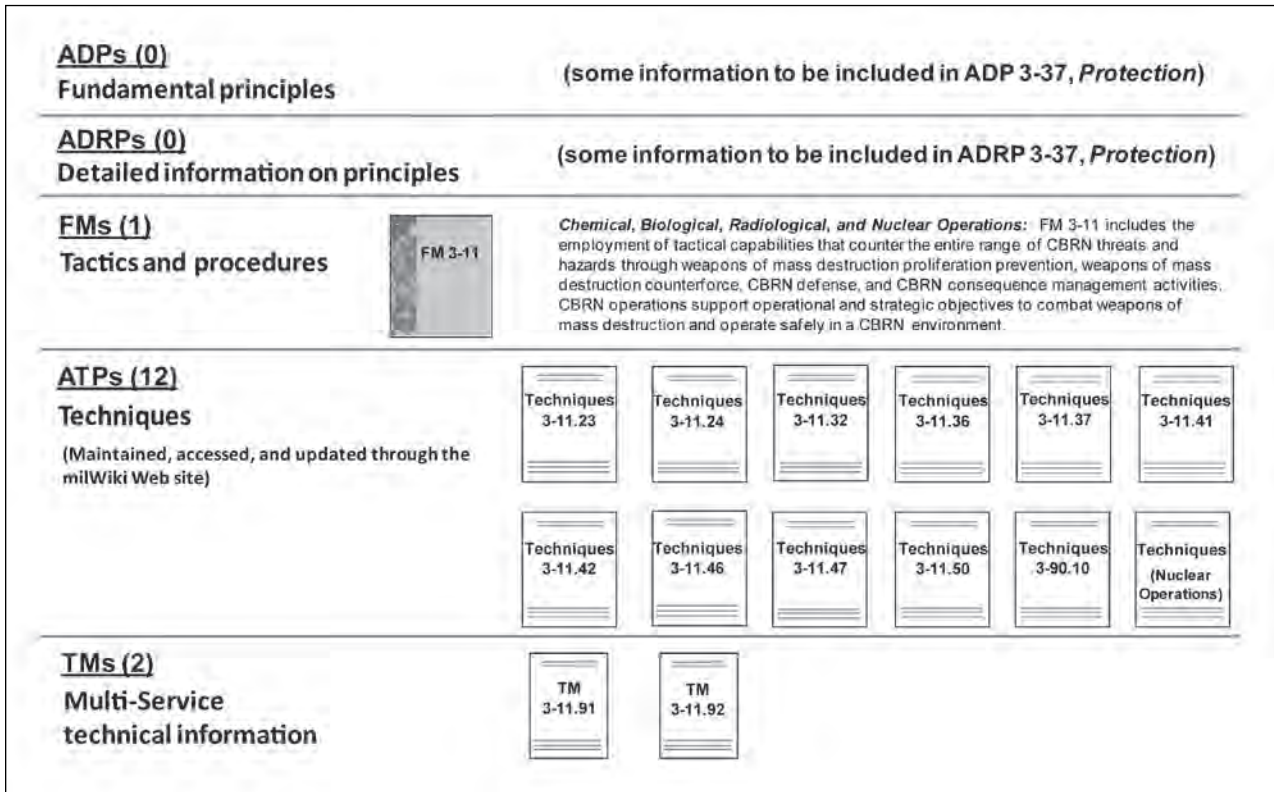 ADPs (0)
Fundamental principles
(some information to be included in ADP 3-37, Protection)
ADRPs (0)
Detailed information on principles
(some information to be included in ADRP 3-37, Protection)
FMs (1)
Tactics and procedures
FM 3-11
Chemical, Biological, Radiological, and Nuclear Operations: FM 3-11 includes the
employment of tactical capabilities that counter the entire range of CBRN threats and
hazards through weapons of mass destruction proliferation prevention, weapons of mass
destruction counterforce, CBRN defense, and CBRN consequence management activities.
CBRN operations support operational and strategic objectives to combat weapons of
mass destruction and operate safely in a CBRN environment.
ATPs (12)
Techniques
(Maintained, accessed, and updated through the
milWiki Web site)
Techniques
3-11.23
Techniques
3-11.24
Techniques
3-11.32
Techniques
3-11.36
Techniques
3-11.37
Techniques
3-11.41
Techniques
3-11.42
Techniques
3-11.46
Techniques
3-11.47
Techniques
3-11.50
Techniques
3-90.10
Techniques
(Nuclear
Operations)
TMs (2)
Multi-Service
technical information
TM
3-11.91
TM
3-11.92